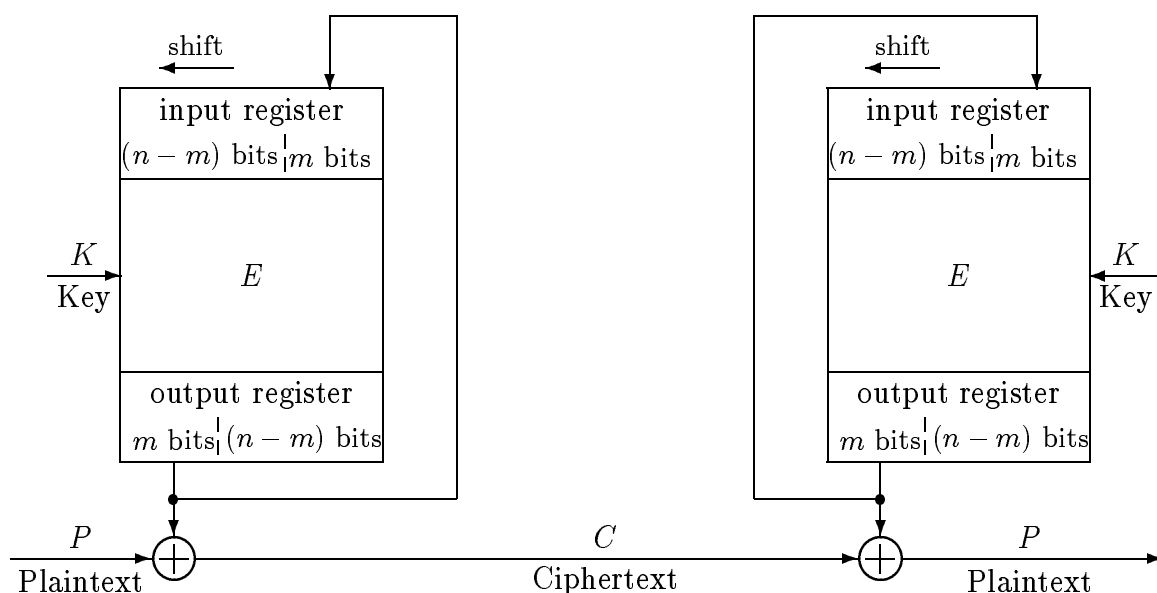 shift
shift
input register
input register
(n − m) bits m bits
(n − m) bits m bits
K
K
E
E
Key
Key
output register
output register
m bits (n − m) bits
m bits (n − m) bits
P
C
P
Plaintext
Ciphertext
Plaintext